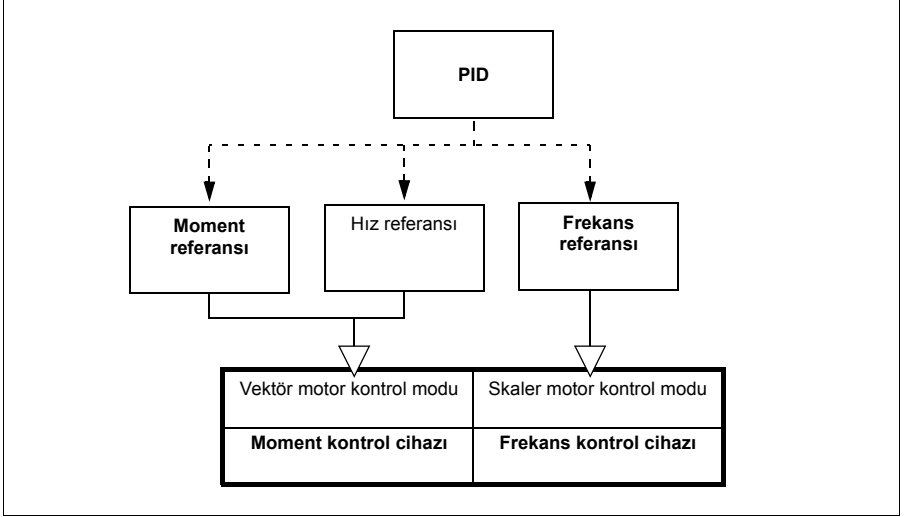 PID
Moment
referansı
Hız referansı
Frekans
referansı
Vektör motor kontrol modu
Skaler motor kontrol modu
Moment kontrol cihazı
Frekans kontrol cihazı